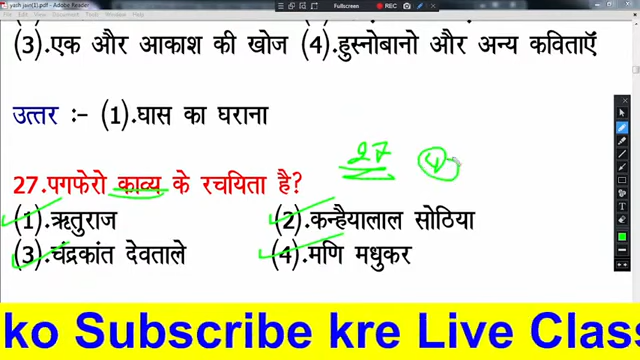 yash join(1).pdf - Adobe Reader
Fullscreen
REC
(3).एक और आकाश की खोज (4).हुस्नोबानो और अन्य कविताऍ
उत्तर :- (1).घास का घराना
27 (4)
27.पगफेरो काव्य के रचयिता है?
(1).ऋतुराज (2).कन्हैयालाल सोठिया
(3).चंद्रकांत देवताले (4).मणि मधुकर
ko Subscribe kre Live Class